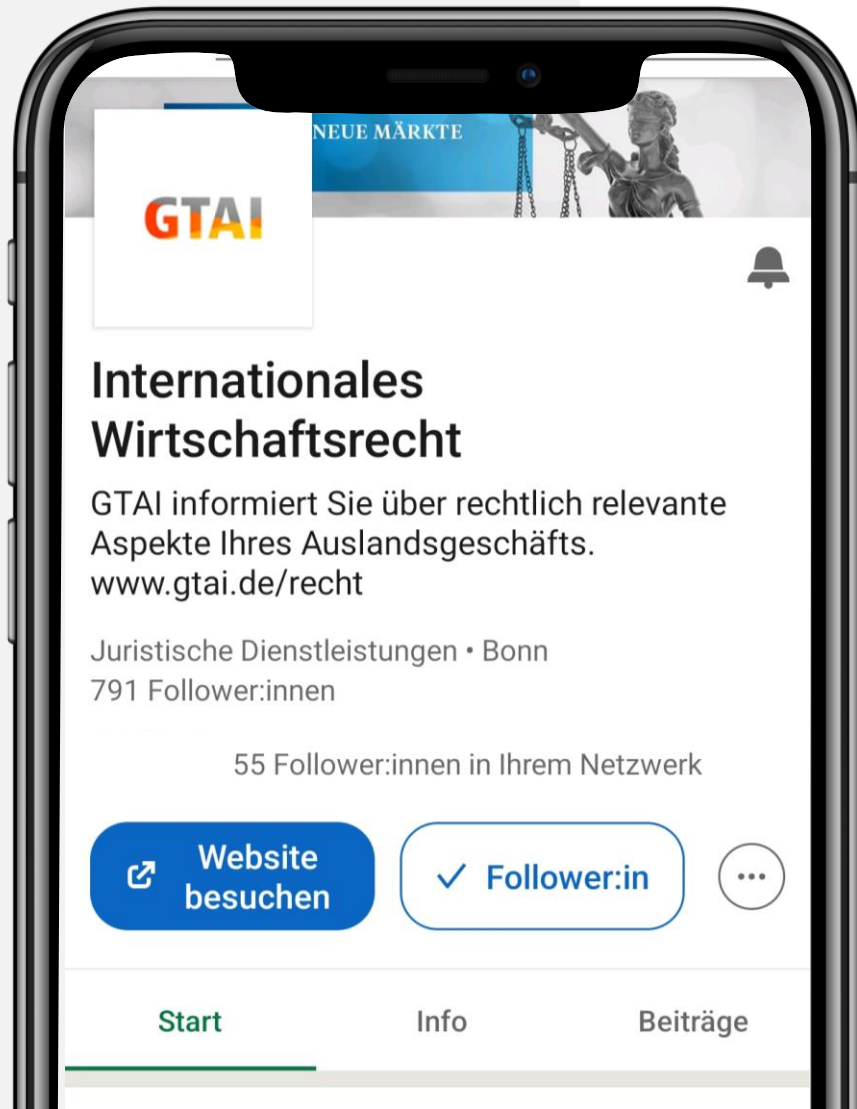 NEUE MÄRKTE
GTAI
Internationales
Wirtschaftsrecht
GTAI informiert Sie über rechtlich relevante
Aspekte Ihres Auslandsgeschäfts.
www.gtai.de/recht
Juristische Dienstleistungen • Bonn
791 Follower:innen
55 Follower:innen in Ihrem Netzwerk
Website
besuchen
Follower:in
Start
Info
Beiträge